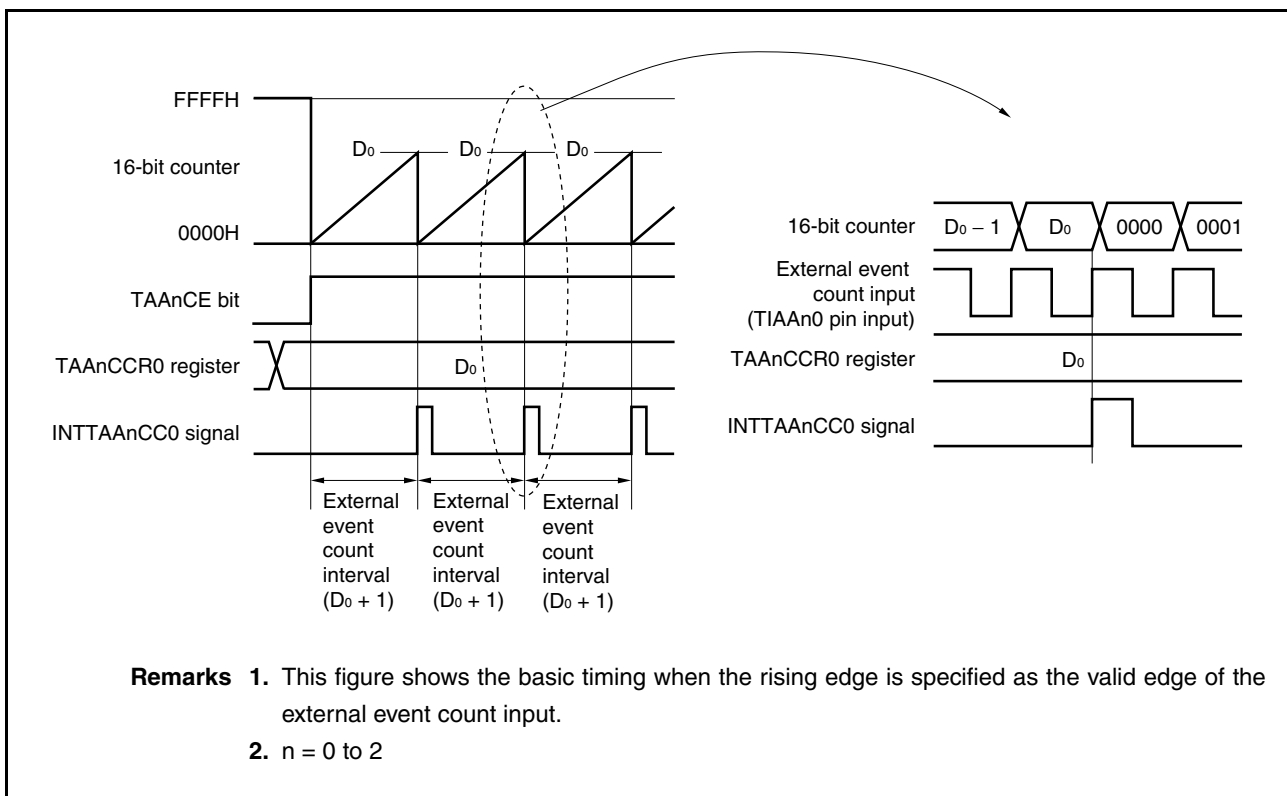 FFFFH
16-bit counter
0000H
D0
D0
D0
TAAnCE bit
TAAnCCR0 register
D0
INTTAAnCC0 signal
External
event
count
interval
(D0 + 1)
External
event
count
interval
(D0 + 1)
External
event
count
interval
(D0 + 1)
16-bit counter
D0 − 1
D0
0000
0001
External event
count input
(TIAAn0 pin input)
TAAnCCR0 register
D0
INTTAAnCC0 signal
Remarks 1. This figure shows the basic timing when the rising edge is specified as the valid edge of the
external event count input.
2. n = 0 to 2